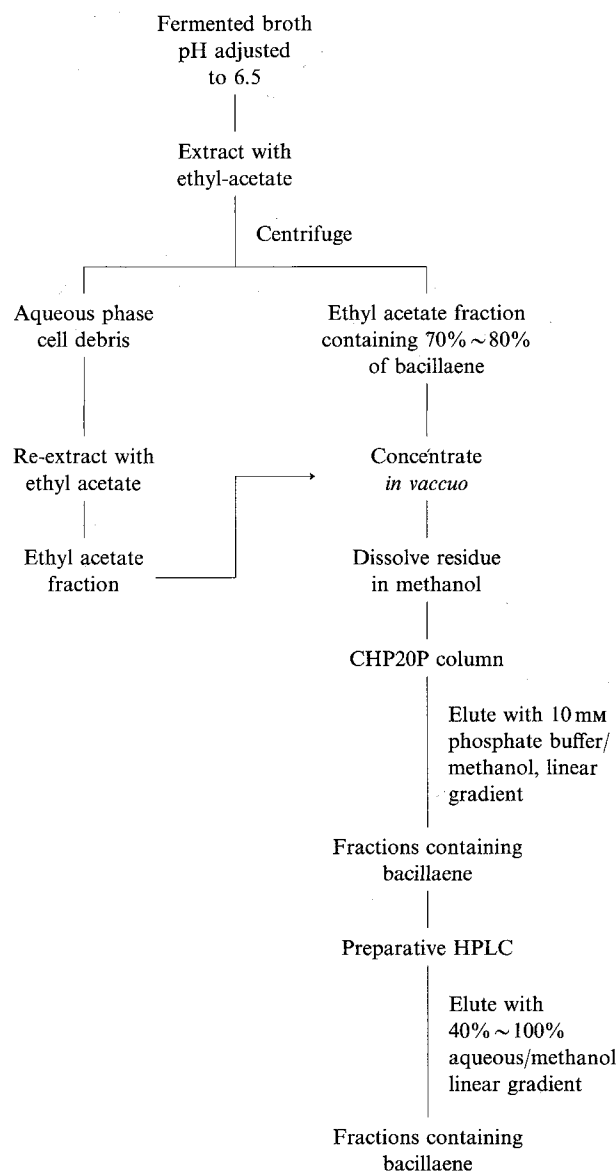 Fermented broth
pH adjusted
to 6.5
Extract with
ethyl-acetate
Centrifuge
Aqueous phase
cell debris
Ethyl acetate fraction
containing 70%~80%
of bacillaene
Re-extract with
ethyl acetate
Concentrate
in vaccuo
Ethyl acetate
fraction
Dissolve residue
in methanol
CHP20P column
Elute with 10 mM
phosphate buffer/
methanol, linear
gradient
Fractions containing
bacillaene
Preparative HPLC
Elute with
40%~100%
aqueous/methanol
linear gradient
Fractions containing
bacillaene